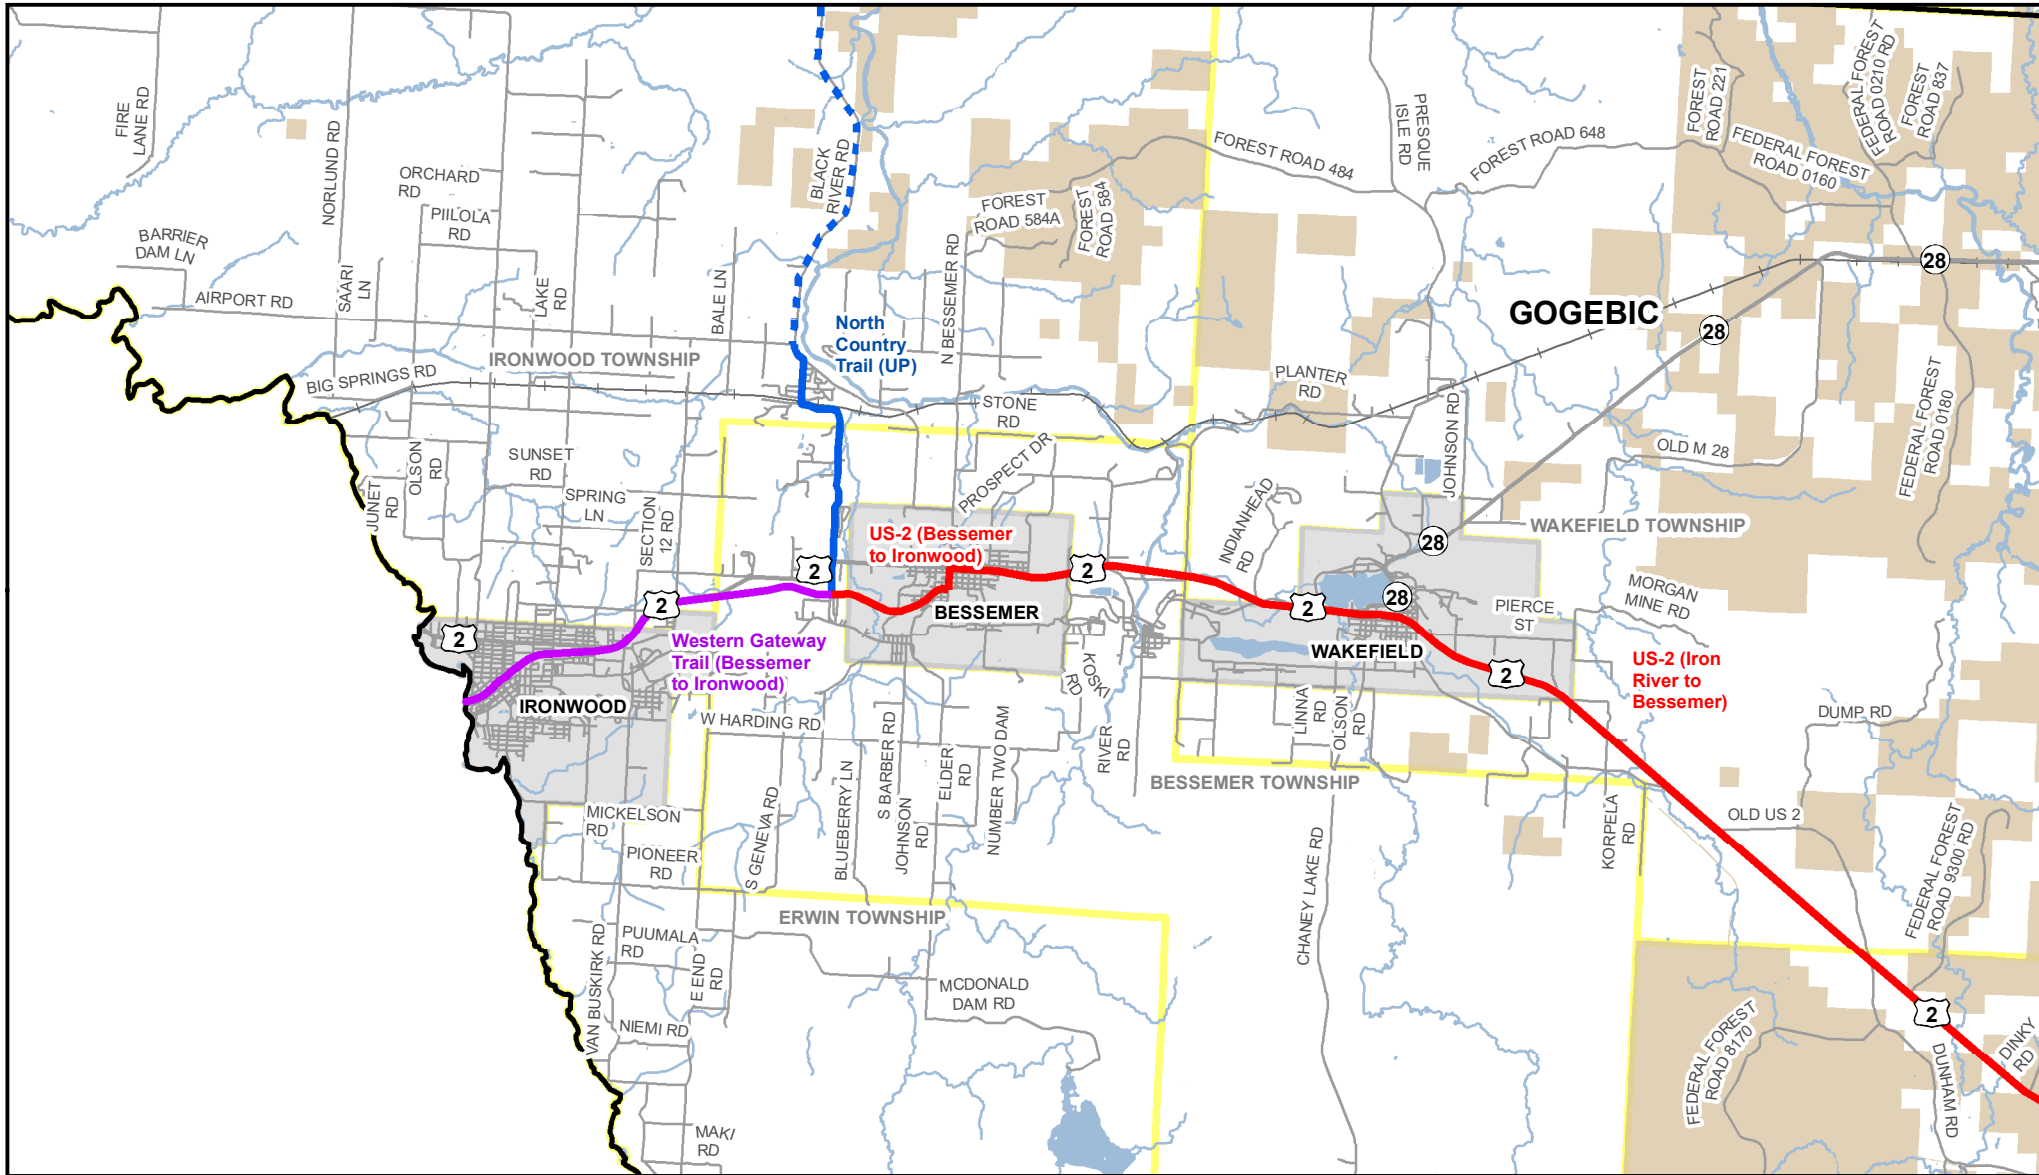 FIRE
LANE RD
NORLUND RD
ORCHARD
RD
PIILOLA
RD
BARRIER
DAM LN
AIRPORT RD
SAARI
LN
LAKE
RD
BALE LN
BLACK
RIVER RD
North
Country
Trail (UP)
N BESSEMER RD
FOREST
ROAD 584A
FOREST
ROAD 584
FOREST ROAD 484
PRESQUE
ISLE RD
FOREST ROAD 648
FOREST
ROAD 221
FEDERAL FOREST
ROAD 0210 RD
FOREST
ROAD 837
FEDERAL FOREST
ROAD 0160
28
28
GOGEBIC
IRONWOOD TOWNSHIP
BIG SPRINGS RD
STONE
RD
PLANTER
RD
JOHNSON RD
OLD M 28
FEDERAL FOREST
ROAD 0180
JUNET
RD
OLSON
RD
SUNSET
RD
SPRING
LN
SECTION
12 RD
PROSPECT DR
INDIANHEAD
RD
WAKEFIELD TOWNSHIP
28
US-2 (Bessemer
to Ironwood)
2
2
2
2
2
28
BESSEMER
PIERCE
ST
MORGAN
MINE RD
Western Gateway
Trail (Bessemer
to Ironwood)
IRONWOOD
WAKEFIELD
2
US-2 (Iron
River to
Bessemer)
KOSKI
RD
W HARDING RD
S BARBER RD
ELDER
RD
NUMBER TWO DAM
RIVER
RD
LINNA
RD
OLSON
RD
DUMP RD
BESSEMER TOWNSHIP
MICKELSON
RD
PIONEER
RD
S GENEVA RD
BLUEBERRY LN
JOHNSON
RD
CHANEY LAKE RD
KORPELA
RD
OLD US 2
FEDERAL FOREST
ROAD 9300 RD
ERWIN TOWNSHIP
VAN BUSKIRK RD
PUUMALA
RD
E END
RD
NIEMI RD
MCDONALD
DAM RD
2
FEDERAL FOREST
ROAD 8170
DUNHAM RD
DINKY
RD
MAKI
RD